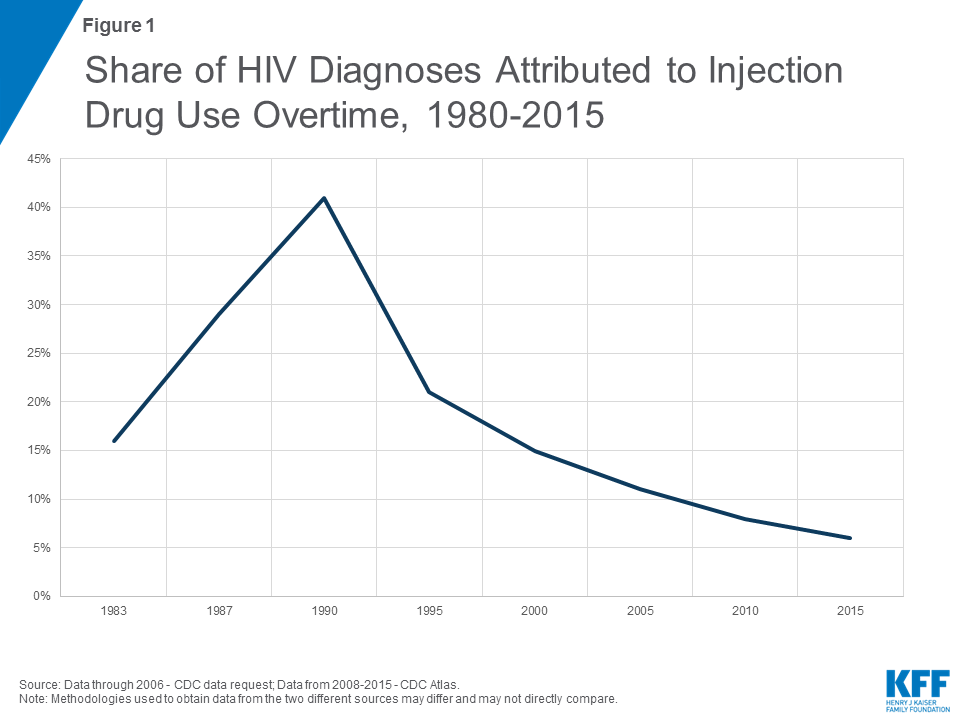 Figure 1
Share of HIV Diagnoses Attributed to Injection
Drug Use Overtime, 1980-2015
45%
40%
35%
30%
25%
20%
15%
10%
5%
0%
1983 1987 1990 1995 2000 2005 2010 2015
Source: Data through 2006 - CDC data request; Data from 2008-2015 - CDC Atlas.
Note: Methodologies used to obtain data from the two different sources may differ and may not directly compare.
KFF
HENRY J KAISER
FAMILY FOUNDATION